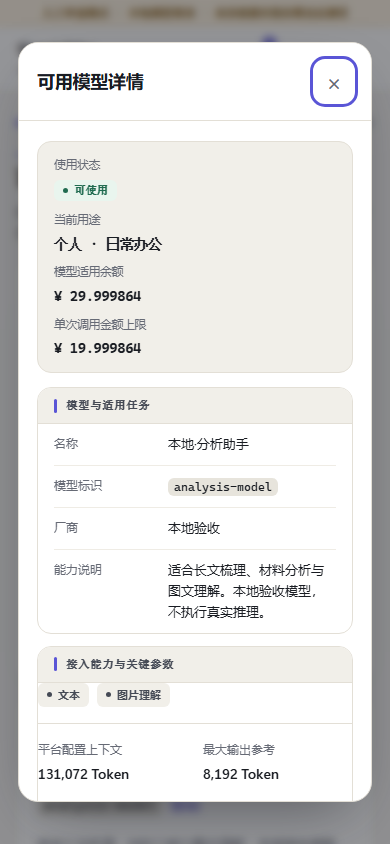 可用模型详情
×
使用状态
可使用
当前用途
个人 · 日常办公
模型适用余额
¥ 29.999864
单次调用金额上限
¥ 19.999864
模型与适用任务
名称 本地·分析助手
模型标识 analysis-model
厂商 本地验收
能力说明 适合长文梳理、材料分析与
图文理解。本地验收模型，
不执行真实推理。
接入能力与关键参数
文本 图片理解
平台配置上下文 最大输出参考
131,072 Token 8,192 Token